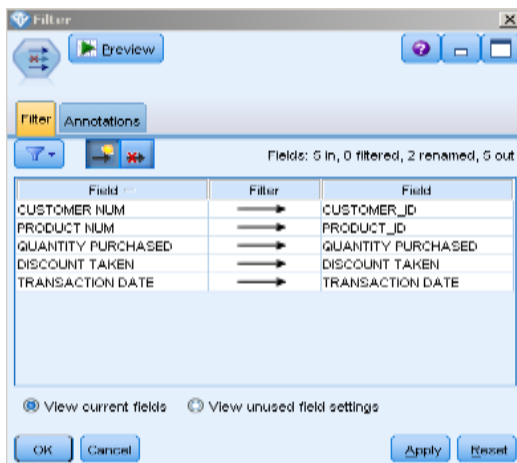 Filter
Preview
Filter Annotations
Fields: 5 in, 0 filtered, 2 renamed, 5 out
Field Filter Field
CUSTOMER NUM CUSTOMER_ID
PRODUCT NUM PRODUCT_ID
QUANTITY PURCHASED QUANTITY PURCHASED
DISCOUNT TAKEN DISCOUNT TAKEN
TRANSACTION DATE TRANSACTION DATE
View current fields View unused field settings
OK Cancel Apply Reset